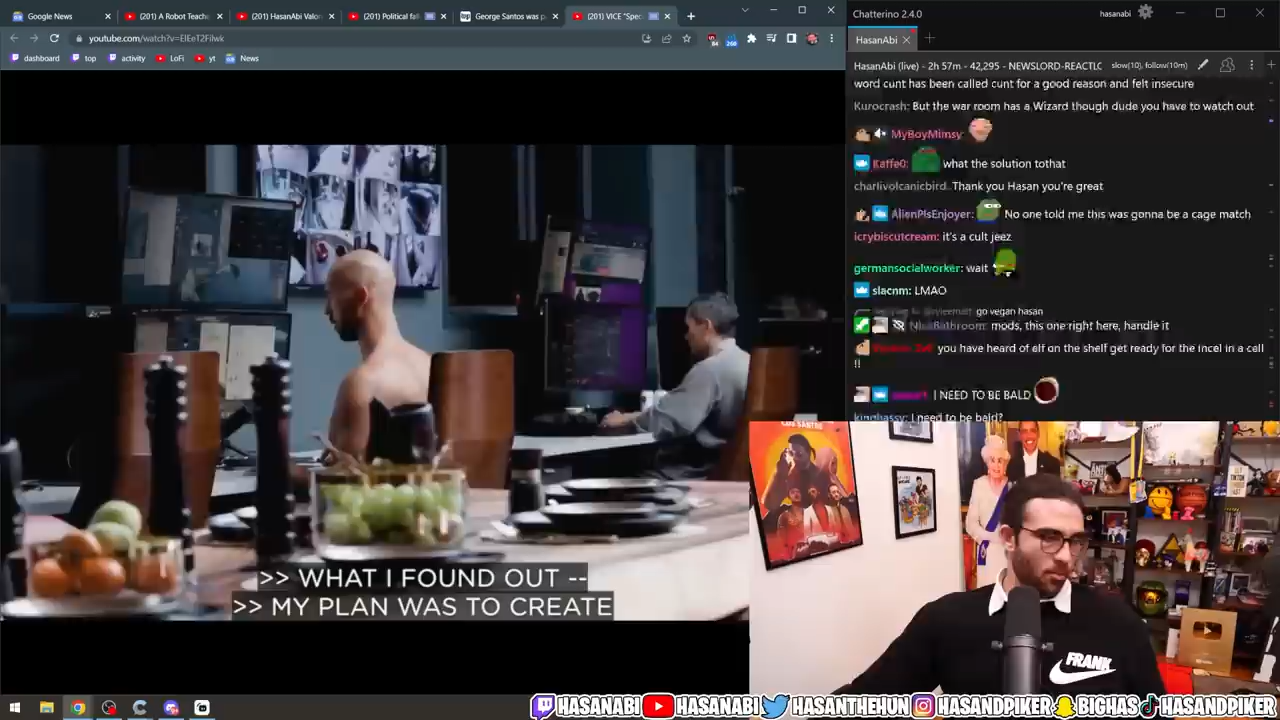 Google News
(201) A Robot Teache
(201) HasanAbi Valor
(201) Political fall
George Santos was p
(201) VICE "Spec
youtube.com/watch?v=ElEeT2Filwk
dashboard
top
activity
LoFi
yt
News
Chatterino 2.4.0
hasanabi
HasanAbi
HasanAbi (live) - 2h 57m - 42,295 - NEWSLORD-REACTLO
slow(10), follow(10m)
word cunt has been called cunt for a good reason and felt insecure
Kurocrash: But the war room has a Wizard though dude you have to watch out
MyBoyMimsy:
Kaffe0: what the solution tothat
charlivolcanicbird: Thank you Hasan you're great
AlienPlsEnjoyer: No one told me this was gonna be a cage match
icrybiscutcream: it's a cult jeez
germansocialworker: wait
slacnm: LMAO
go vegan hasan
mods, this one right here, handle it
you have heard of elf on the shelf get ready for the incel in a cell
!!
I NEED TO BE BALD
I need to be bald?
>> WHAT I FOUND OUT --
>> MY PLAN WAS TO CREATE
LOS SANTOS
FRANK
HASANABI
HASANABI
HASANTHEHUN
HASANDPIKER
BIGHAS
HASANDPIKER